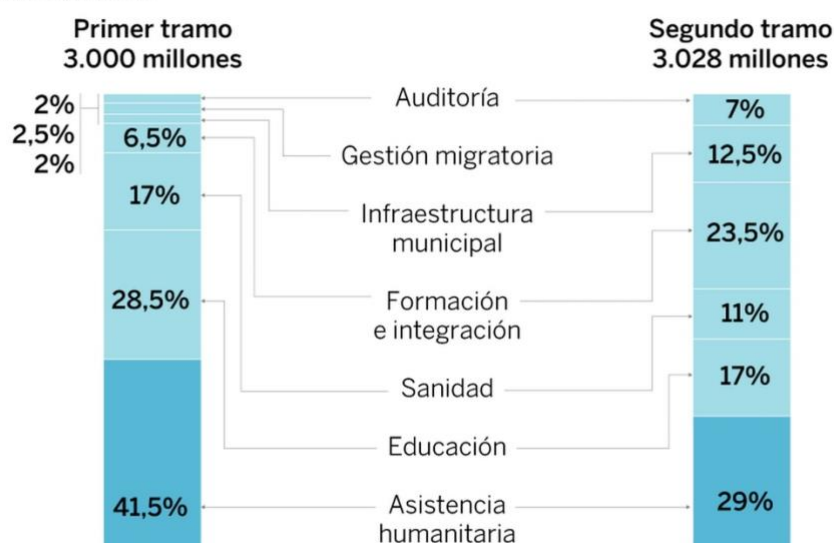 Primer tramo
3.000 millones
Segundo tramo
3.028 millones
2%
2,5%
2%
6,5%
17%
28,5%
41,5%
Auditoría
Gestión migratoria
Infraestructura
municipal
Formación
e integración
Sanidad
Educación
Asistencia
humanitaria
7%
12,5%
23,5%
11%
17%
29%